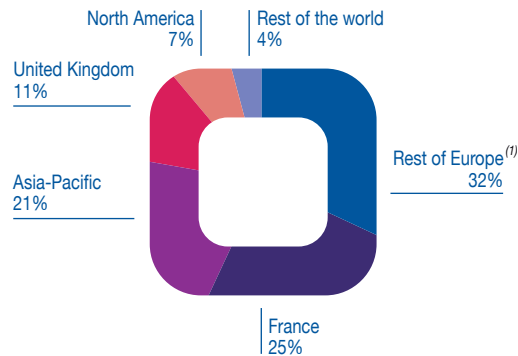 North America
7%
Rest of the world
4%
United Kingdom
11%
Rest of Europe(1)
32%
Asia-Pacific
21%
France
25%